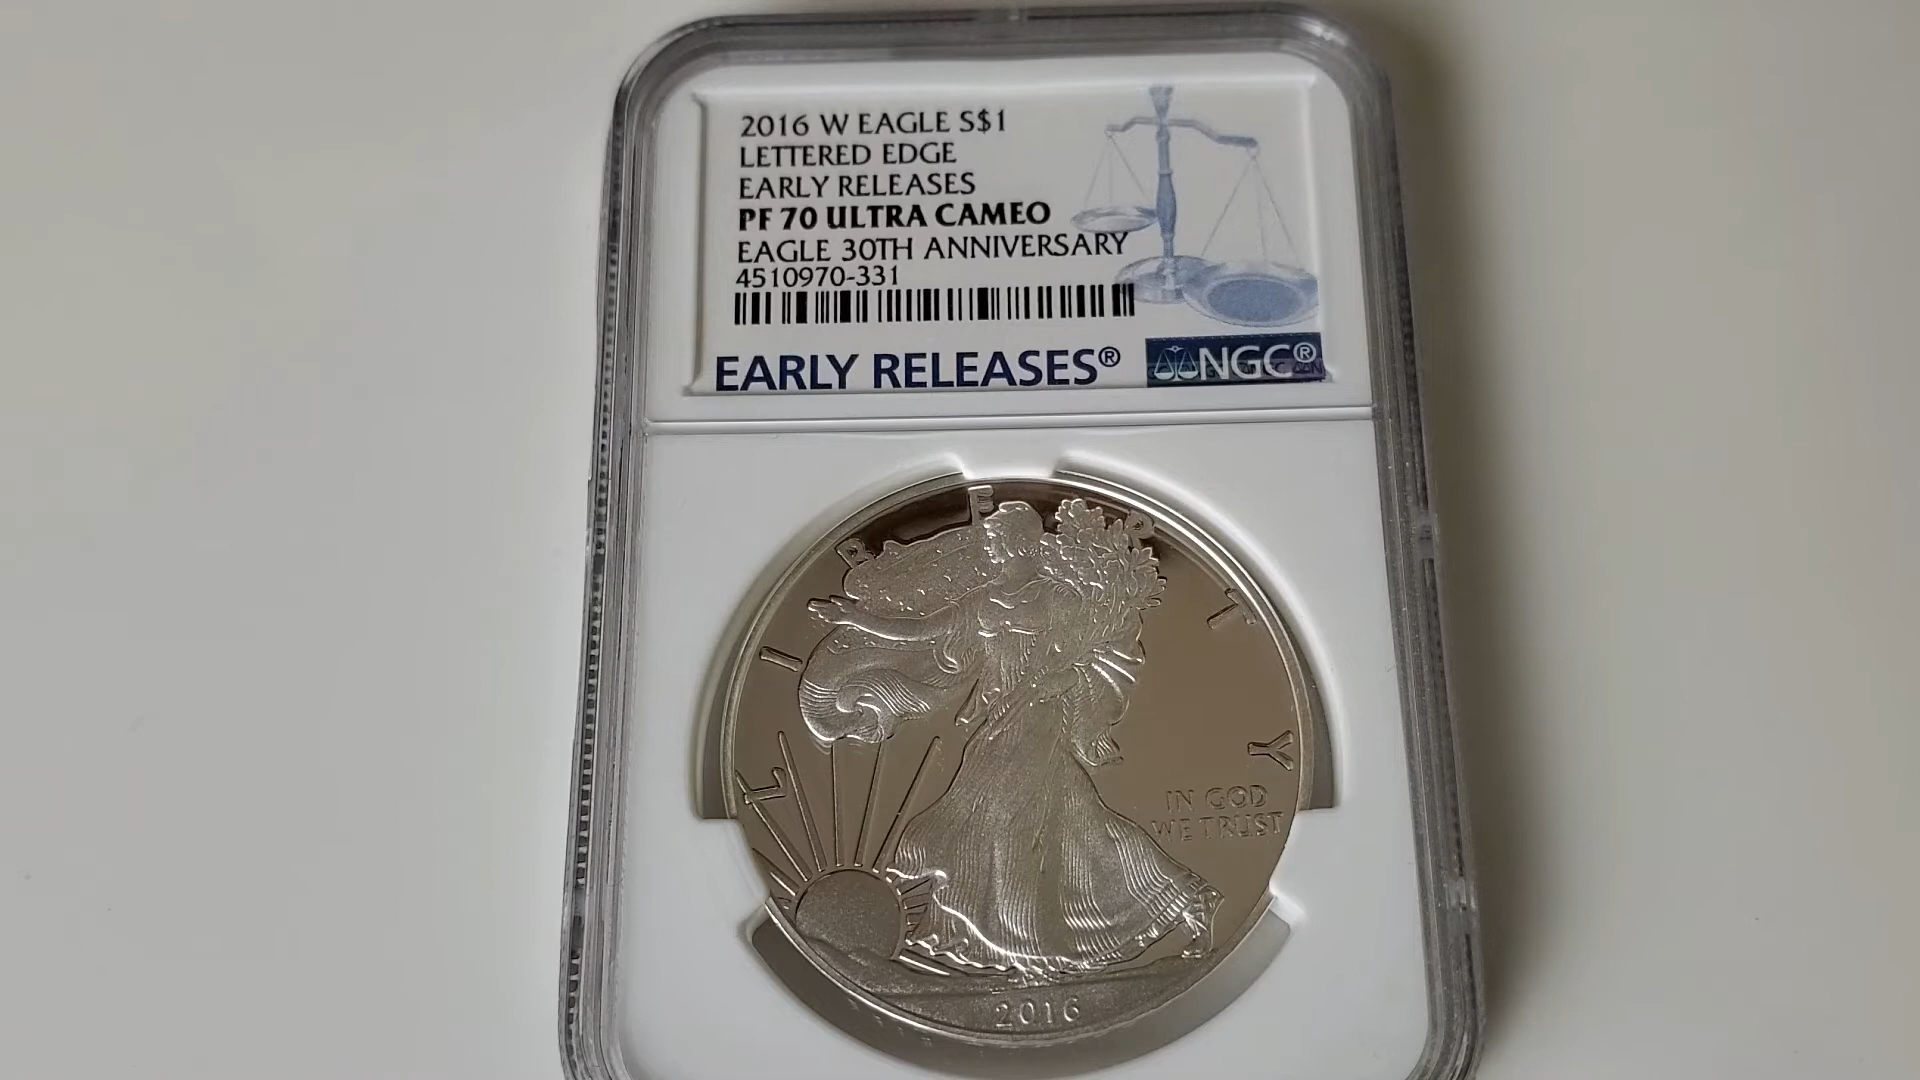 2016 W EAGLE S$1
LETTERED EDGE
EARLY RELEASES
PF 70 ULTRA CAMEO
EAGLE 30TH ANNIVERSARY
4510970-331
EARLY RELEASES® NGC®
LIBERTY
IN GOD
WE TRUST
2016